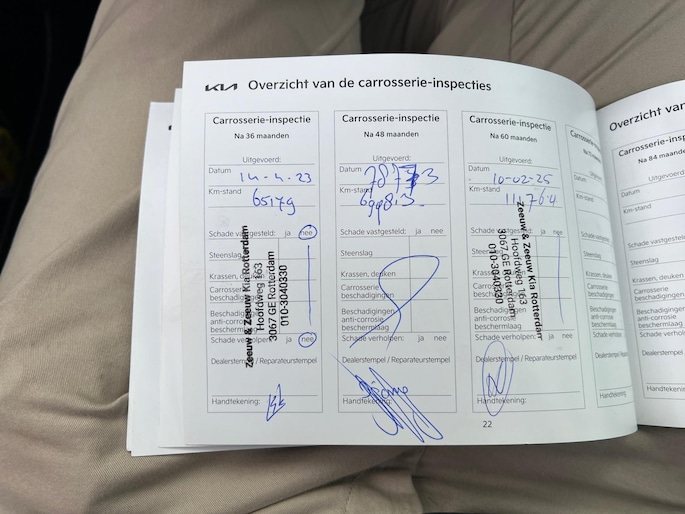 KIA Overzicht van de carrosserie-inspecties
Carrosserie-inspectie
Na 36 maanden
Uitgevoerd:
Datum 14-4-23
Km-stand 65179
Schade vastgesteld: ja nee
Steenslag
Krassen, deuken
Carrosserie
beschadigingen
Beschadigingen
anti-corrosie
beschermlaag
Schade verholpen: ja nee
Zeeuw & Zeeuw Kia Rotterdam
Hoofdweg 163
3067 GE Rotterdam
010-3040330
Dealerstempel / Reparateurstempel
Handtekening:
Carrosserie-inspectie
Na 48 maanden
Uitgevoerd:
Datum
Km-stand
Schade vastgesteld: ja nee
Steenslag
Krassen, deuken
Carrosserie
beschadigingen
Beschadigingen
anti-corrosie
beschermlaag
Schade verholpen: ja nee
Dealerstempel / Reparateurstempel
Handtekening:
Carrosserie-inspectie
Na 60 maanden
Uitgevoerd:
Datum 10-02-25
Km-stand 111764
Schade vastgesteld: ja nee
Steenslag
Krassen, deuken
Carrosserie
beschadigingen
Beschadigingen
anti-corrosie
beschermlaag
Schade verholpen: ja nee
Zeeuw & Zeeuw Kia Rotterdam
Hoofdweg 163
3067 GE Rotterdam
010-3040330
Dealerstempel / Reparateurstempel
Handtekening:
22
Overzicht van
Na 84 maanden
Uitgevoerd:
Datum
Km-stand
Schade vastgesteld:
Steenslag
Krassen, deuken
Carrosserie
beschadigingen
Beschadigingen
anti-corrosie
beschermlaag
Schade verholpen:
Dealerstempel / R
Handtekening: